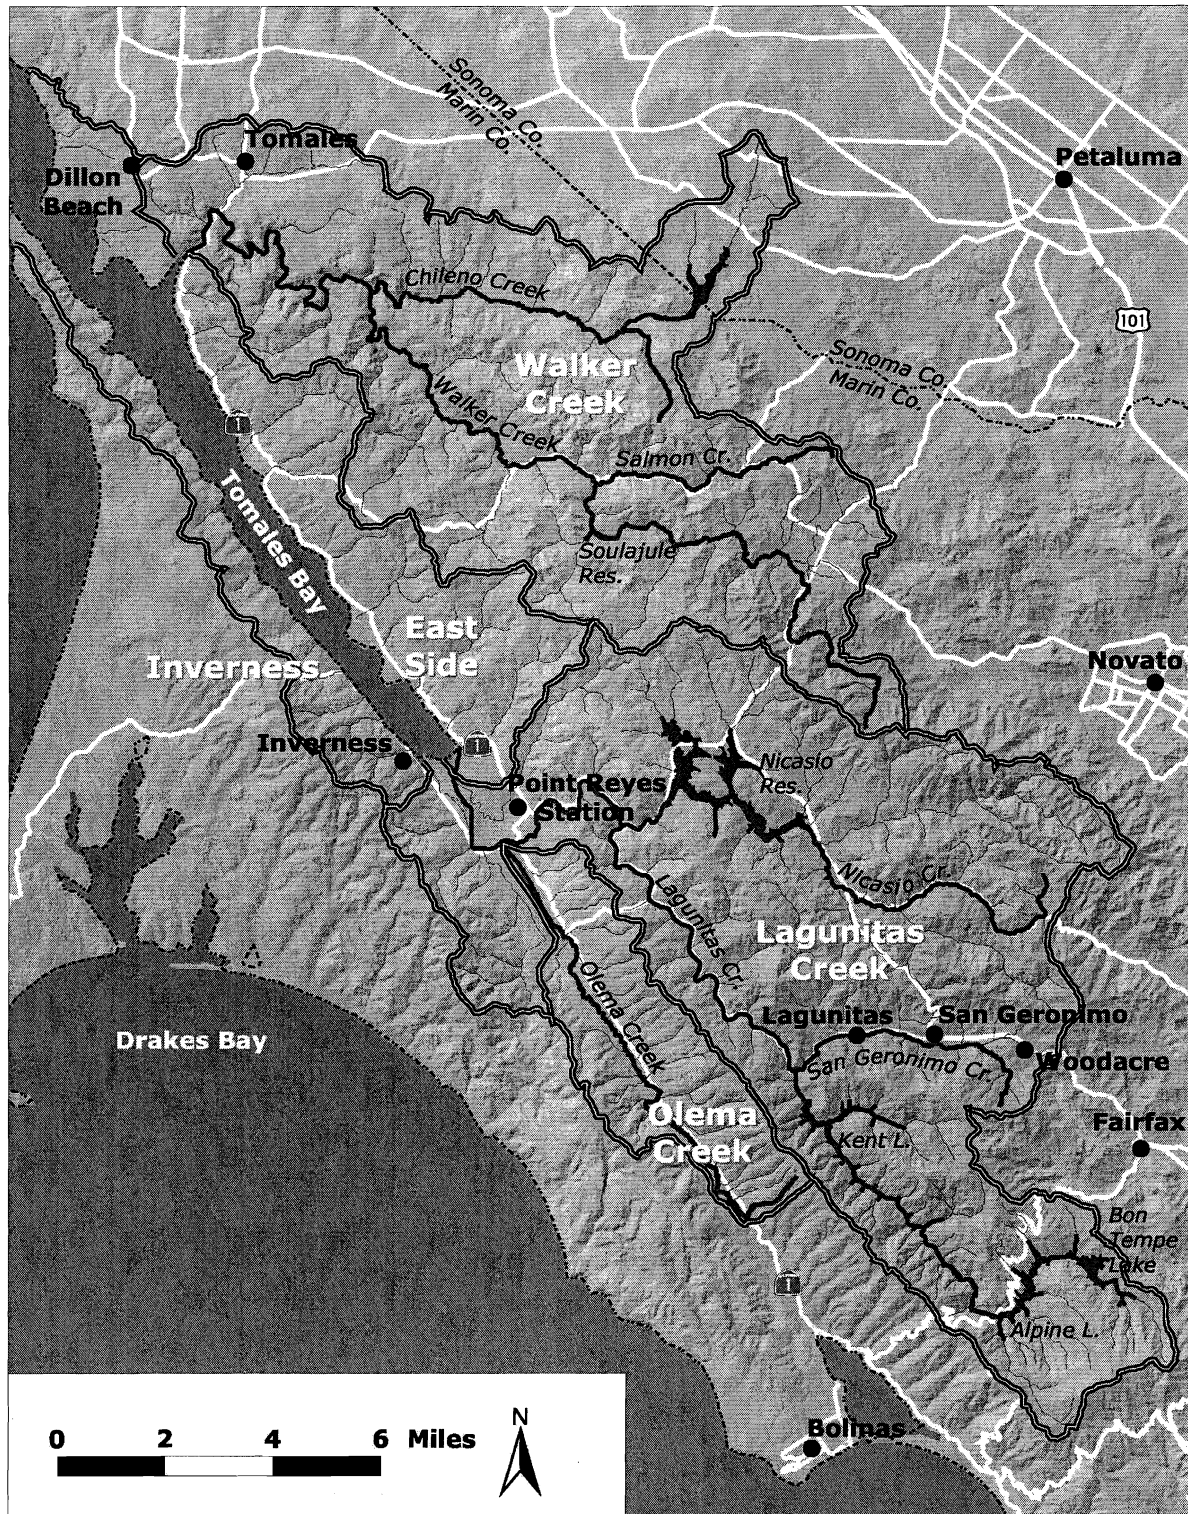 Sonoma Co.
Marin Co.
Tomales
Petaluma
Dillon
Beach
Chileno Creek
101
Sonoma Co.
Marin Co.
Walker
Creek
Walker Creek
1
Salmon Cr.
Tomales Bay
Soulajule
Res.
East
Side
Inverness
Novato
Inverness
1
Nicasio
Res.
Point Reyes
Station
Nicasio Cr.
Lagunitas Cr.
Lagunitas
Creek
Olema Creek
Lagunitas
San Geronimo
Drakes Bay
Woodacre
San Geronimo Cr.
Olema
Creek
Fairfax
Kent L.
Bon
Tempe
Lake
1
Alpine L.
Bolinas
N
0 2 4 6 Miles